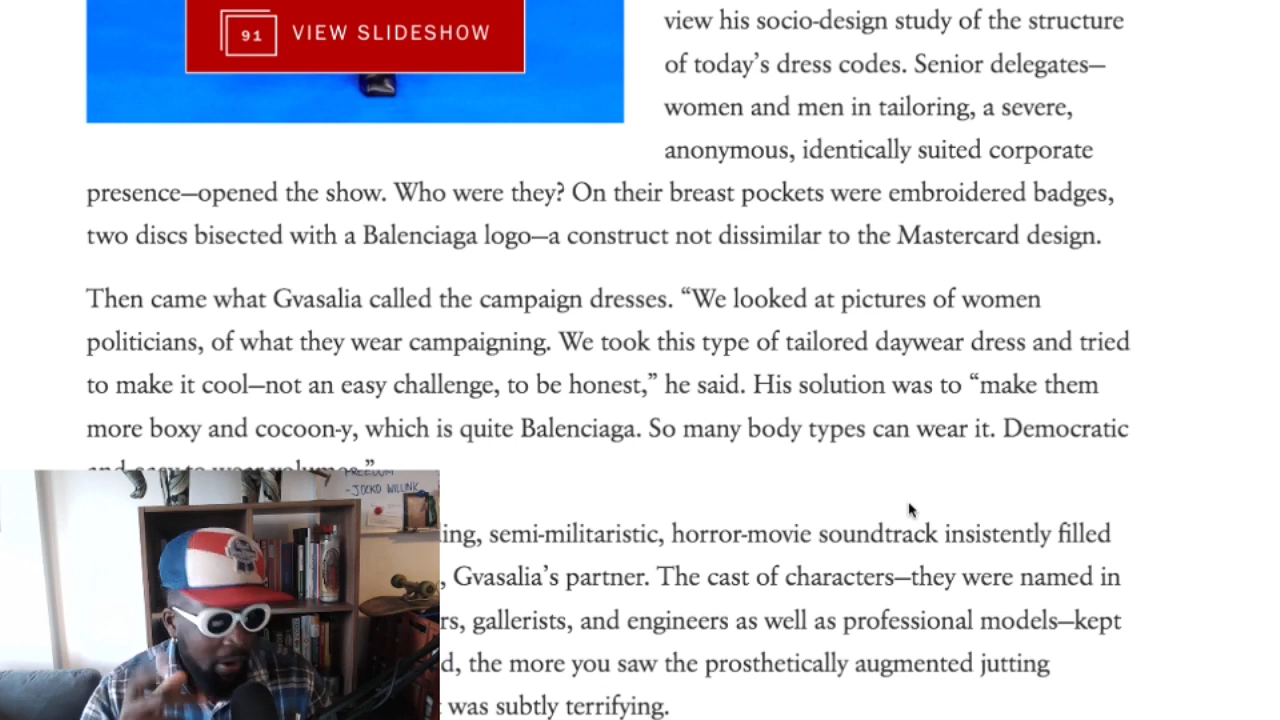 91 VIEW SLIDESHOW
view his socio-design study of the structure
of today’s dress codes. Senior delegates—
women and men in tailoring, a severe,
anonymous, identically suited corporate
presence—opened the show. Who were they? On their breast pockets were embroidered badges,
two discs bisected with a Balenciaga logo—a construct not dissimilar to the Mastercard design.
Then came what Gvasalia called the campaign dresses. “We looked at pictures of women
politicians, of what they wear campaigning. We took this type of tailored daywear dress and tried
to make it cool—not an easy challenge, to be honest,” he said. His solution was to “make them
more boxy and cocoon-y, which is quite Balenciaga. So many body types can wear it. Democratic
and easy to wear volumes.”
ing, semi-militaristic, horror-movie soundtrack insistently filled
, Gvasalia’s partner. The cast of characters—they were named in
rs, gallerists, and engineers as well as professional models—kept
d, the more you saw the prosthetically augmented jutting
was subtly terrifying.
FREEDOM
-JOCKO WILLINK